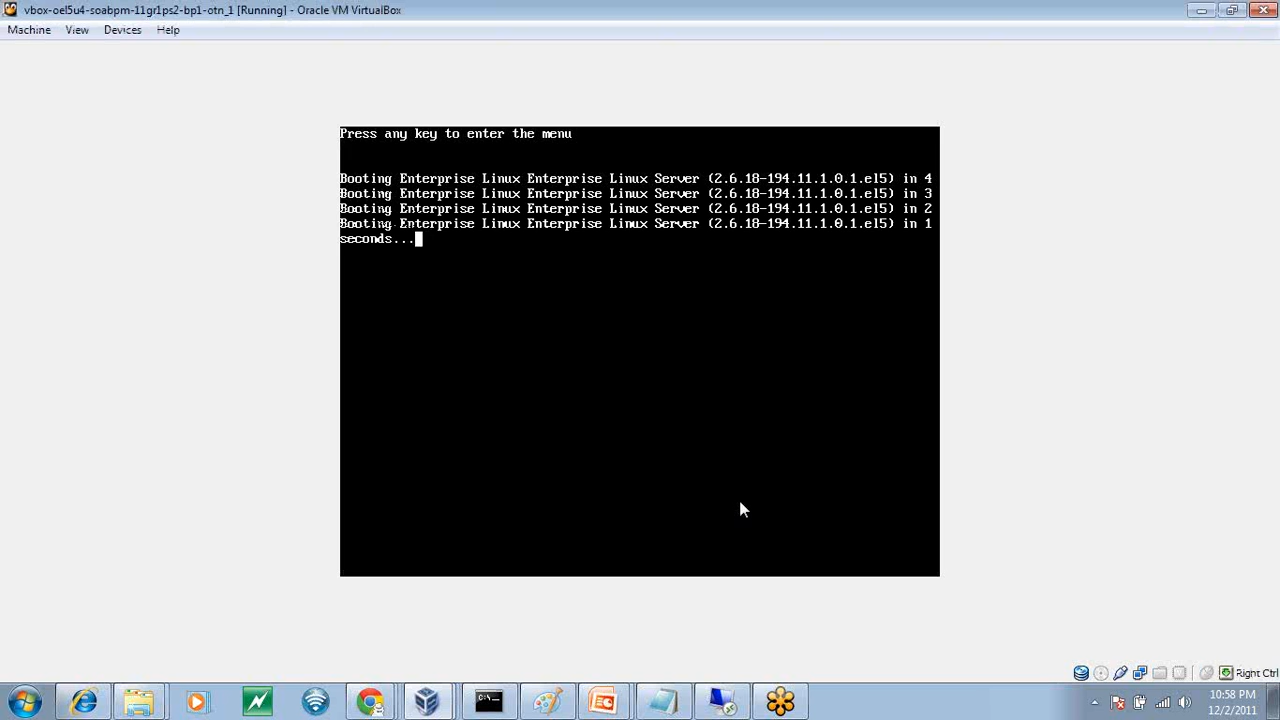 vbox-oel5u4-soabpm-11gr1ps2-bp1-otn_1 [Running] - Oracle VM VirtualBox
Machine View Devices Help
Press any key to enter the menu
Booting Enterprise Linux Enterprise Linux Server (2.6.18-194.11.1.0.1.el5) in 4
Booting Enterprise Linux Enterprise Linux Server (2.6.18-194.11.1.0.1.el5) in 3
Booting Enterprise Linux Enterprise Linux Server (2.6.18-194.11.1.0.1.el5) in 2
Booting Enterprise Linux Enterprise Linux Server (2.6.18-194.11.1.0.1.el5) in 1
seconds...
Right Ctrl
10:58 PM
12/2/2011